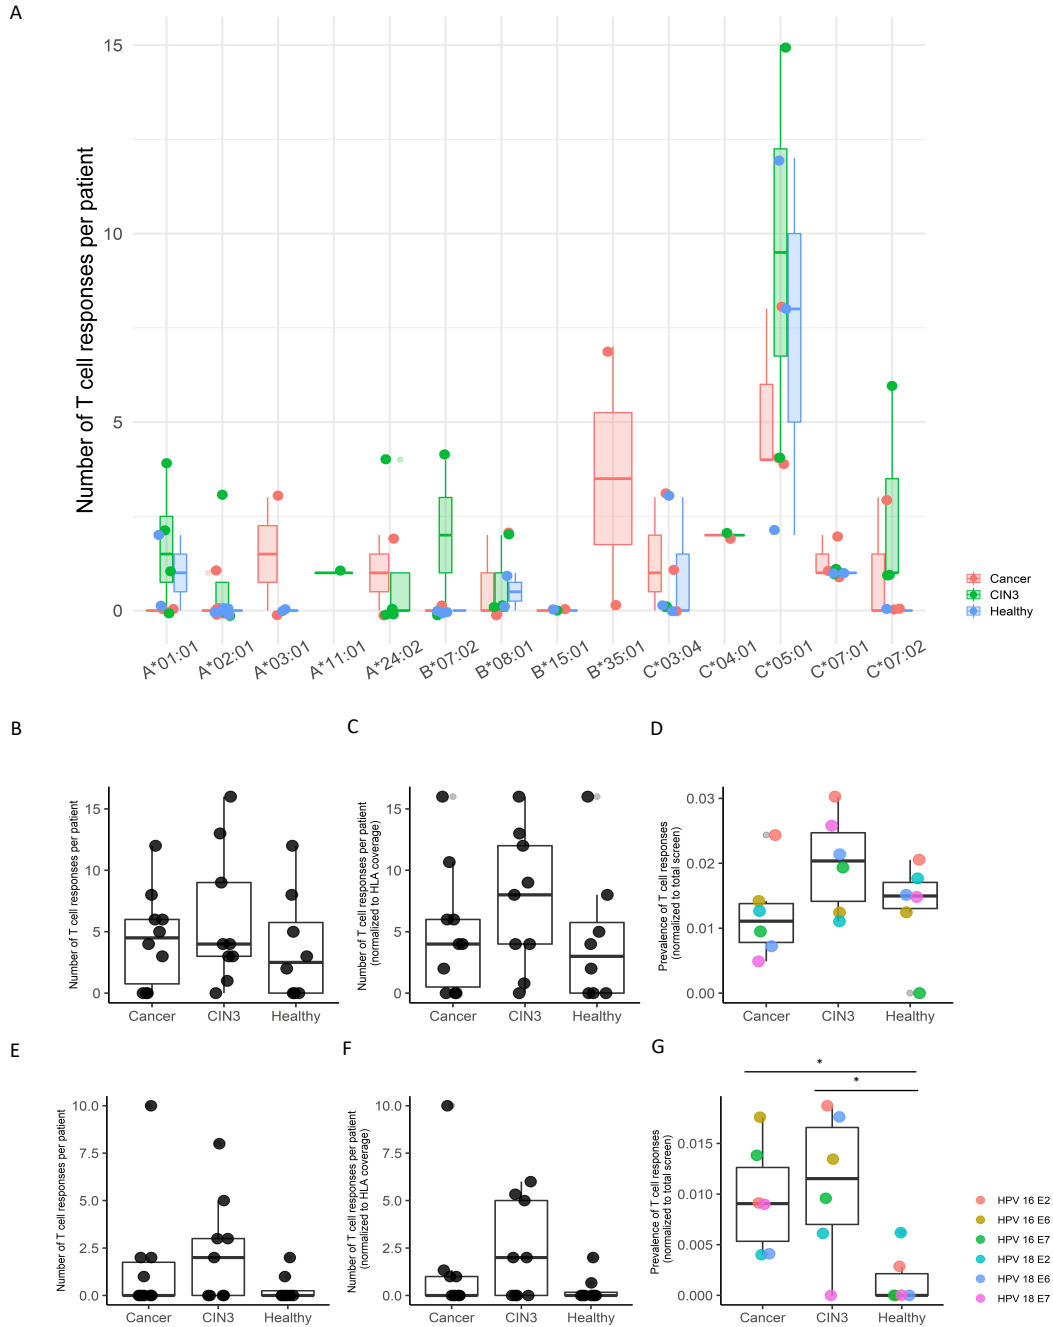 A
Number of T cell responses per patient
15
10
5
0
A*01:01
A*02:01
A*03:01
A*11:01
A*24:02
B*07:02
B*08:01
B*15:01
B*35:01
C*03:04
C*04:01
C*05:01
C*07:01
C*07:02
Cancer
CIN3
Healthy
B
Number of T cell responses per patient
15
10
5
0
Cancer
CIN3
Healthy
C
Number of T cell responses per patient
(normalized to HLA coverage)
15
10
5
0
Cancer
CIN3
Healthy
D
Prevalence of T cell responses
(normalized to total screen)
0.03
0.02
0.01
0.00
Cancer
CIN3
Healthy
E
Number of T cell responses per patient
10.0
7.5
5.0
2.5
0.0
Cancer
CIN3
Healthy
F
Number of T cell responses per patient
(normalized to HLA coverage)
10.0
7.5
5.0
2.5
0.0
Cancer
CIN3
Healthy
G
*
*
Prevalence of T cell responses
(normalized to total screen)
0.015
0.010
0.005
0.000
Cancer
CIN3
Healthy
HPV 16 E2
HPV 16 E6
HPV 16 E7
HPV 18 E2
HPV 18 E6
HPV 18 E7